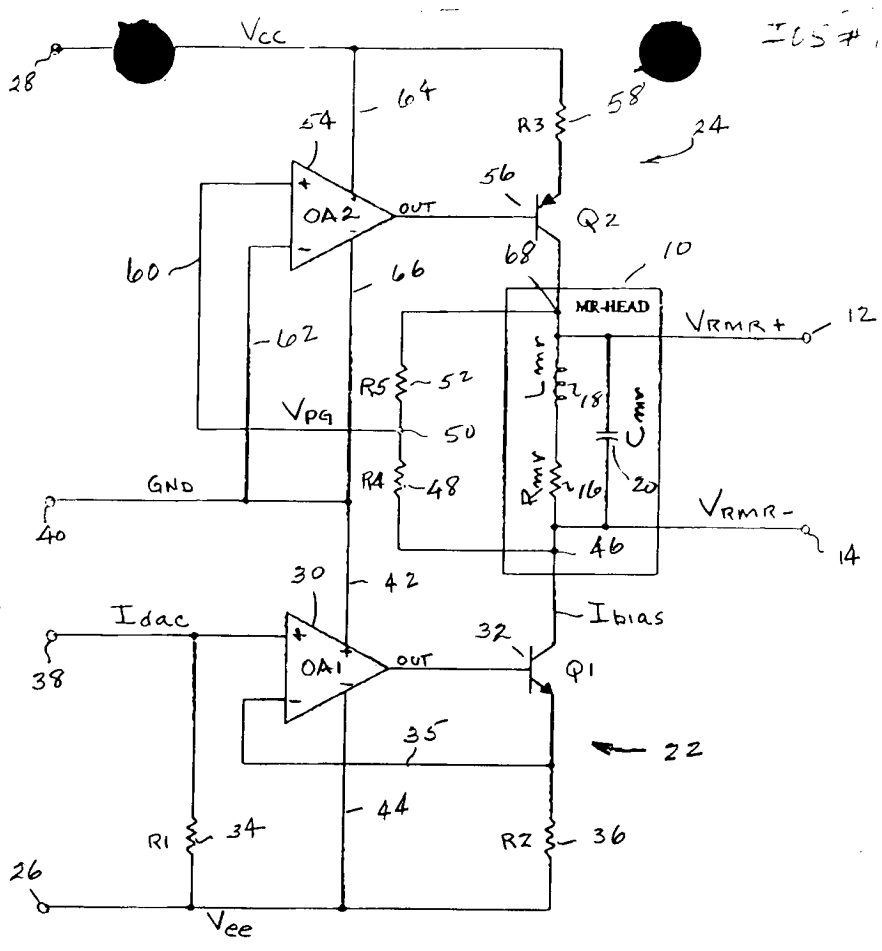 Vcc
28
64
58
54
R3
24
+
OA2
OUT
56
Q2
-
-
60
66
68
10
MR-HEAD
VRMR+
12
62
R5
52
Lmr
18
VPG
50
Cmr
GND
R4
48
Rmr
16
20
VRMR-
40
46
14
30
42
Idac
Ibias
38
+
+
OA1
OUT
32
Q1
-
-
35
22
44
R1
34
R2
36
26
Vee